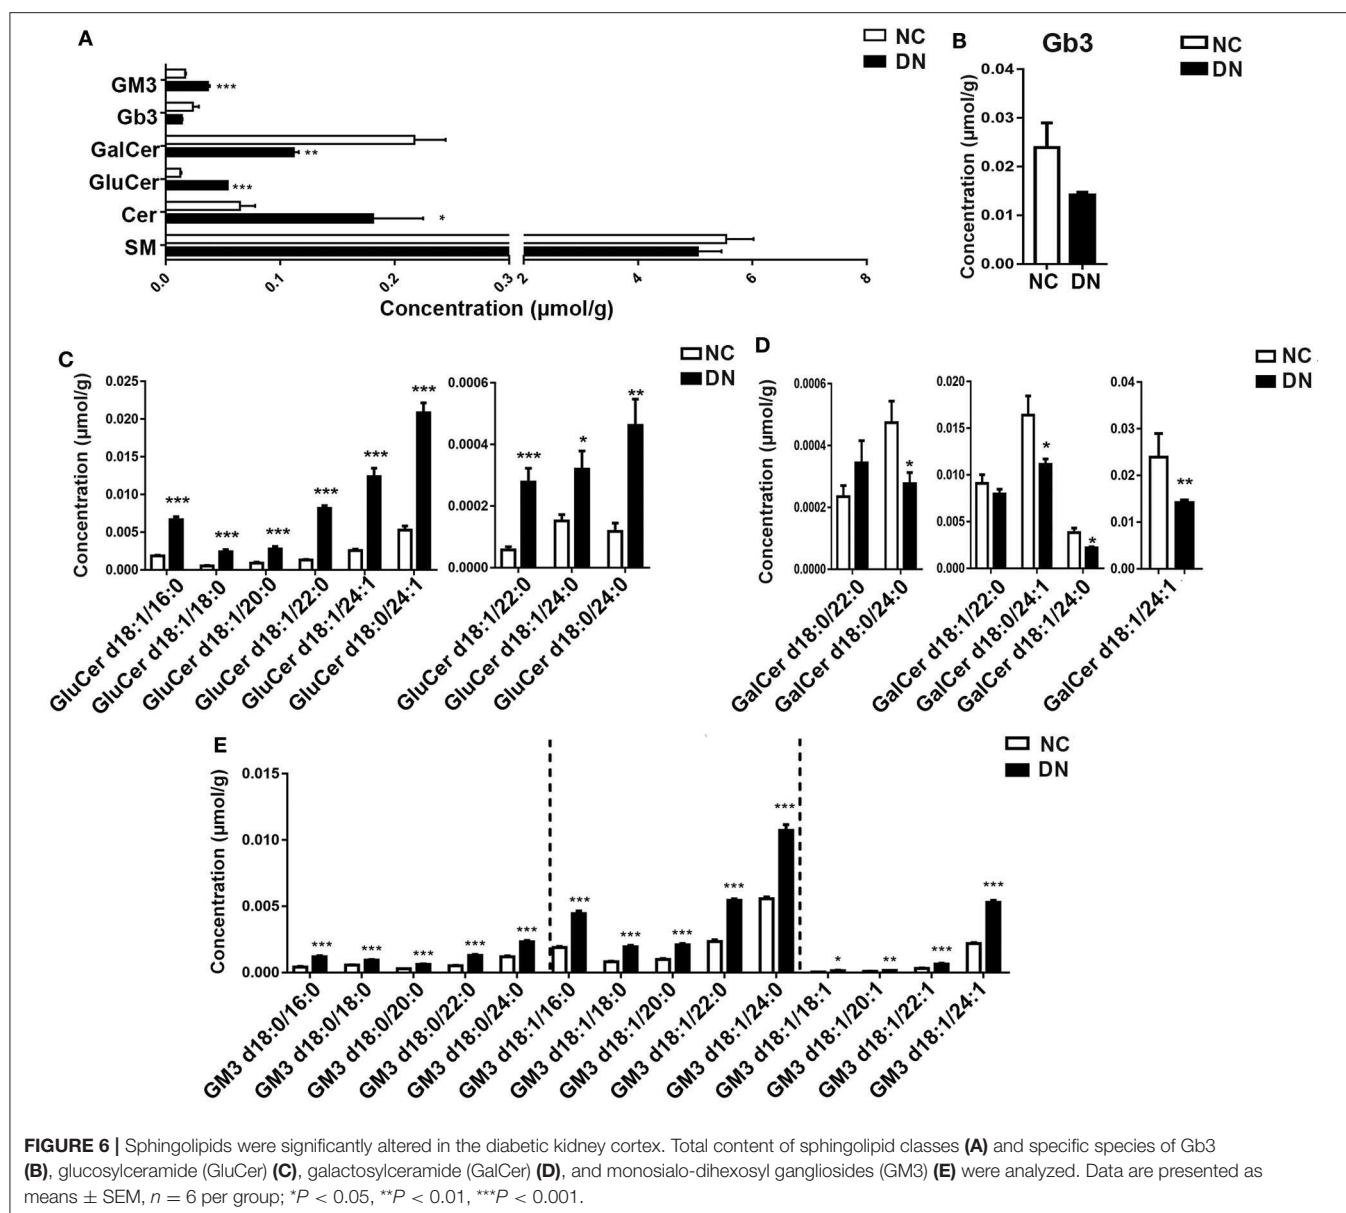 A
NC
DN
GM3
***
Gb3
GalCer
**
GluCer
***
Cer
*
SM
0.0
0.1
0.2
0.3
2
4
6
8
Concentration (µmol/g)
B
Gb3
NC
DN
Concentration (µmol/g)
0.04
0.03
0.02
0.01
0.00
NC DN
C
NC
DN
Concentration (µmol/g)
0.025
0.020
0.015
0.010
0.005
0.000
***
***
***
***
***
***
GluCer d18:1/16:0
GluCer d18:1/18:0
GluCer d18:1/20:0
GluCer d18:1/22:0
GluCer d18:1/24:1
GluCer d18:0/24:1
0.0006
0.0004
0.0002
0.0000
***
*
**
GluCer d18:1/22:0
GluCer d18:1/24:0
GluCer d18:0/24:0
D
NC
DN
Concentration (µmol/g)
0.0006
0.0004
0.0002
0.0000
*
GalCer d18:0/22:0
GalCer d18:0/24:0
0.020
0.015
0.010
0.005
0.000
*
*
GalCer d18:1/22:0
GalCer d18:0/24:1
GalCer d18:1/24:0
0.04
0.03
0.02
0.01
0.00
**
GalCer d18:1/24:1
E
NC
DN
Concentration (µmol/g)
0.015
0.010
0.005
0.000
***
***
***
***
***
***
***
***
***
***
*
**
***
***
GM3 d18:0/16:0
GM3 d18:0/18:0
GM3 d18:0/20:0
GM3 d18:0/22:0
GM3 d18:0/24:0
GM3 d18:1/16:0
GM3 d18:1/18:0
GM3 d18:1/20:0
GM3 d18:1/22:0
GM3 d18:1/24:0
GM3 d18:1/18:1
GM3 d18:1/20:1
GM3 d18:1/22:1
GM3 d18:1/24:1
FIGURE 6 | Sphingolipids were significantly altered in the diabetic kidney cortex. Total content of sphingolipid classes (A) and specific species of Gb3
(B), glucosylceramide (GluCer) (C), galactosylceramide (GalCer) (D), and monosialo-dihexosyl gangliosides (GM3) (E) were analyzed. Data are presented as
means ± SEM, n = 6 per group; *P < 0.05, **P < 0.01, ***P < 0.001.